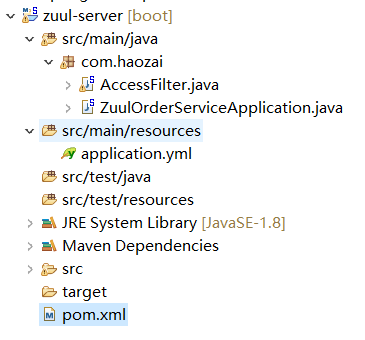 zuul-server [boot]
src/main/java
com.haozai
AccessFilter.java
ZuulOrderServiceApplication.java
src/main/resources
application.yml
src/test/java
src/test/resources
JRE System Library [JavaSE-1.8]
Maven Dependencies
src
target
pom.xml